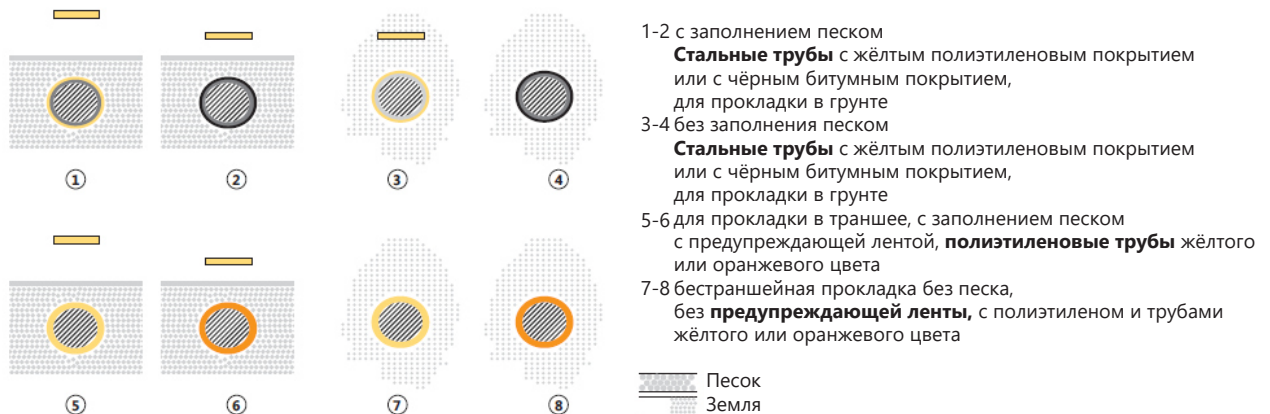 ①
②
③
④
⑤
⑥
⑦
⑧
1-2 с заполнением песком
Стальные трубы с жёлтым полиэтиленовым покрытием
или с чёрным битумным покрытием,
для прокладки в грунте
3-4 без заполнения песком
Стальные трубы с жёлтым полиэтиленовым покрытием
или с чёрным битумным покрытием,
для прокладки в грунте
5-6 для прокладки в траншее, с заполнением песком
с предупреждающей лентой, полиэтиленовые трубы жёлтого
или оранжевого цвета
7-8 бестраншейная прокладка без песка,
без предупреждающей ленты, с полиэтиленом и трубами
жёлтого или оранжевого цвета
Песок
Земля